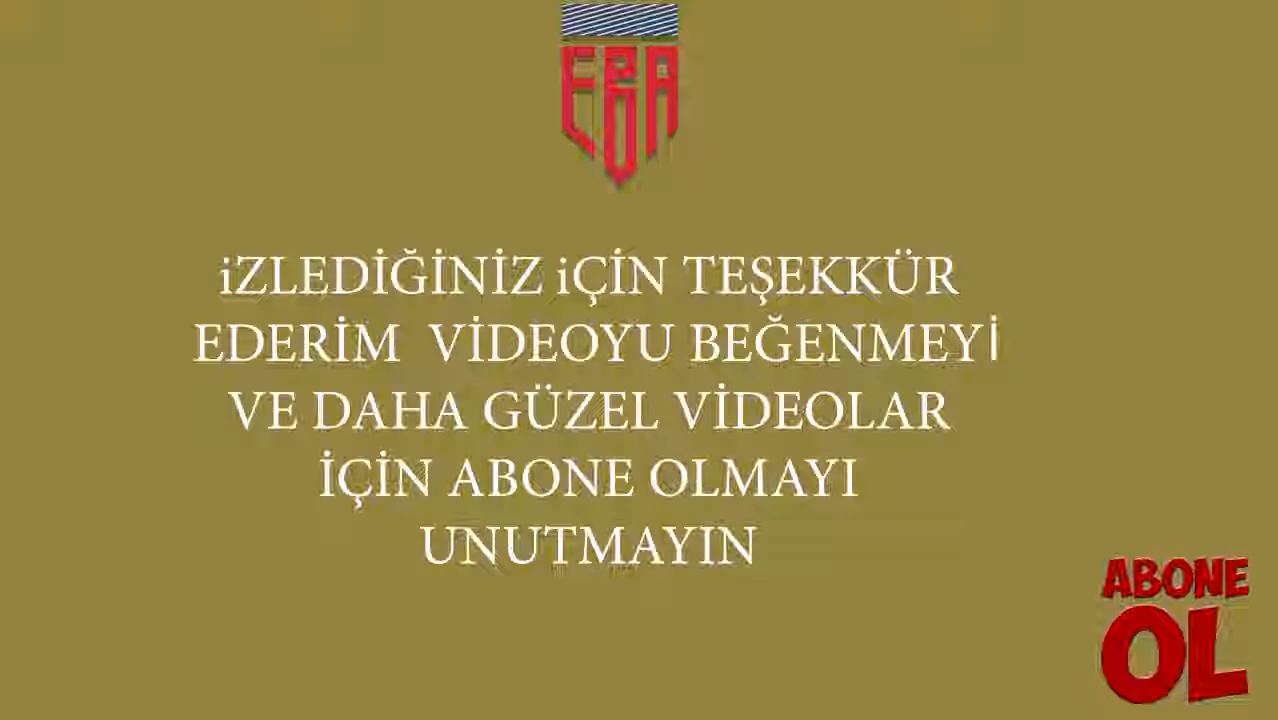 iZLEDİĞİNİZ iÇİN TEŞEKKÜR
EDERİM VİDEOYU BEĞENMEYİ
VE DAHA GÜZEL VİDEOLAR
İÇİN ABONE OLMAYI
UNUTMAYIN
ABONE
OL